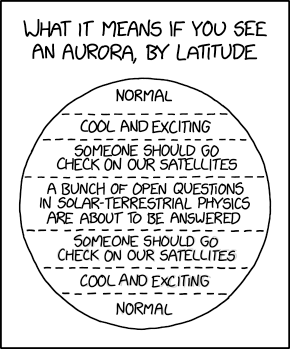 WHAT IT MEANS IF YOU SEE
AN AURORA, BY LATITUDE
NORMAL
COOL AND EXCITING
SOMEONE SHOULD GO
CHECK ON OUR SATELLITES
A BUNCH OF OPEN QUESTIONS
IN SOLAR-TERRESTRIAL PHYSICS
ARE ABOUT TO BE ANSWERED
SOMEONE SHOULD GO
CHECK ON OUR SATELLITES
COOL AND EXCITING
NORMAL